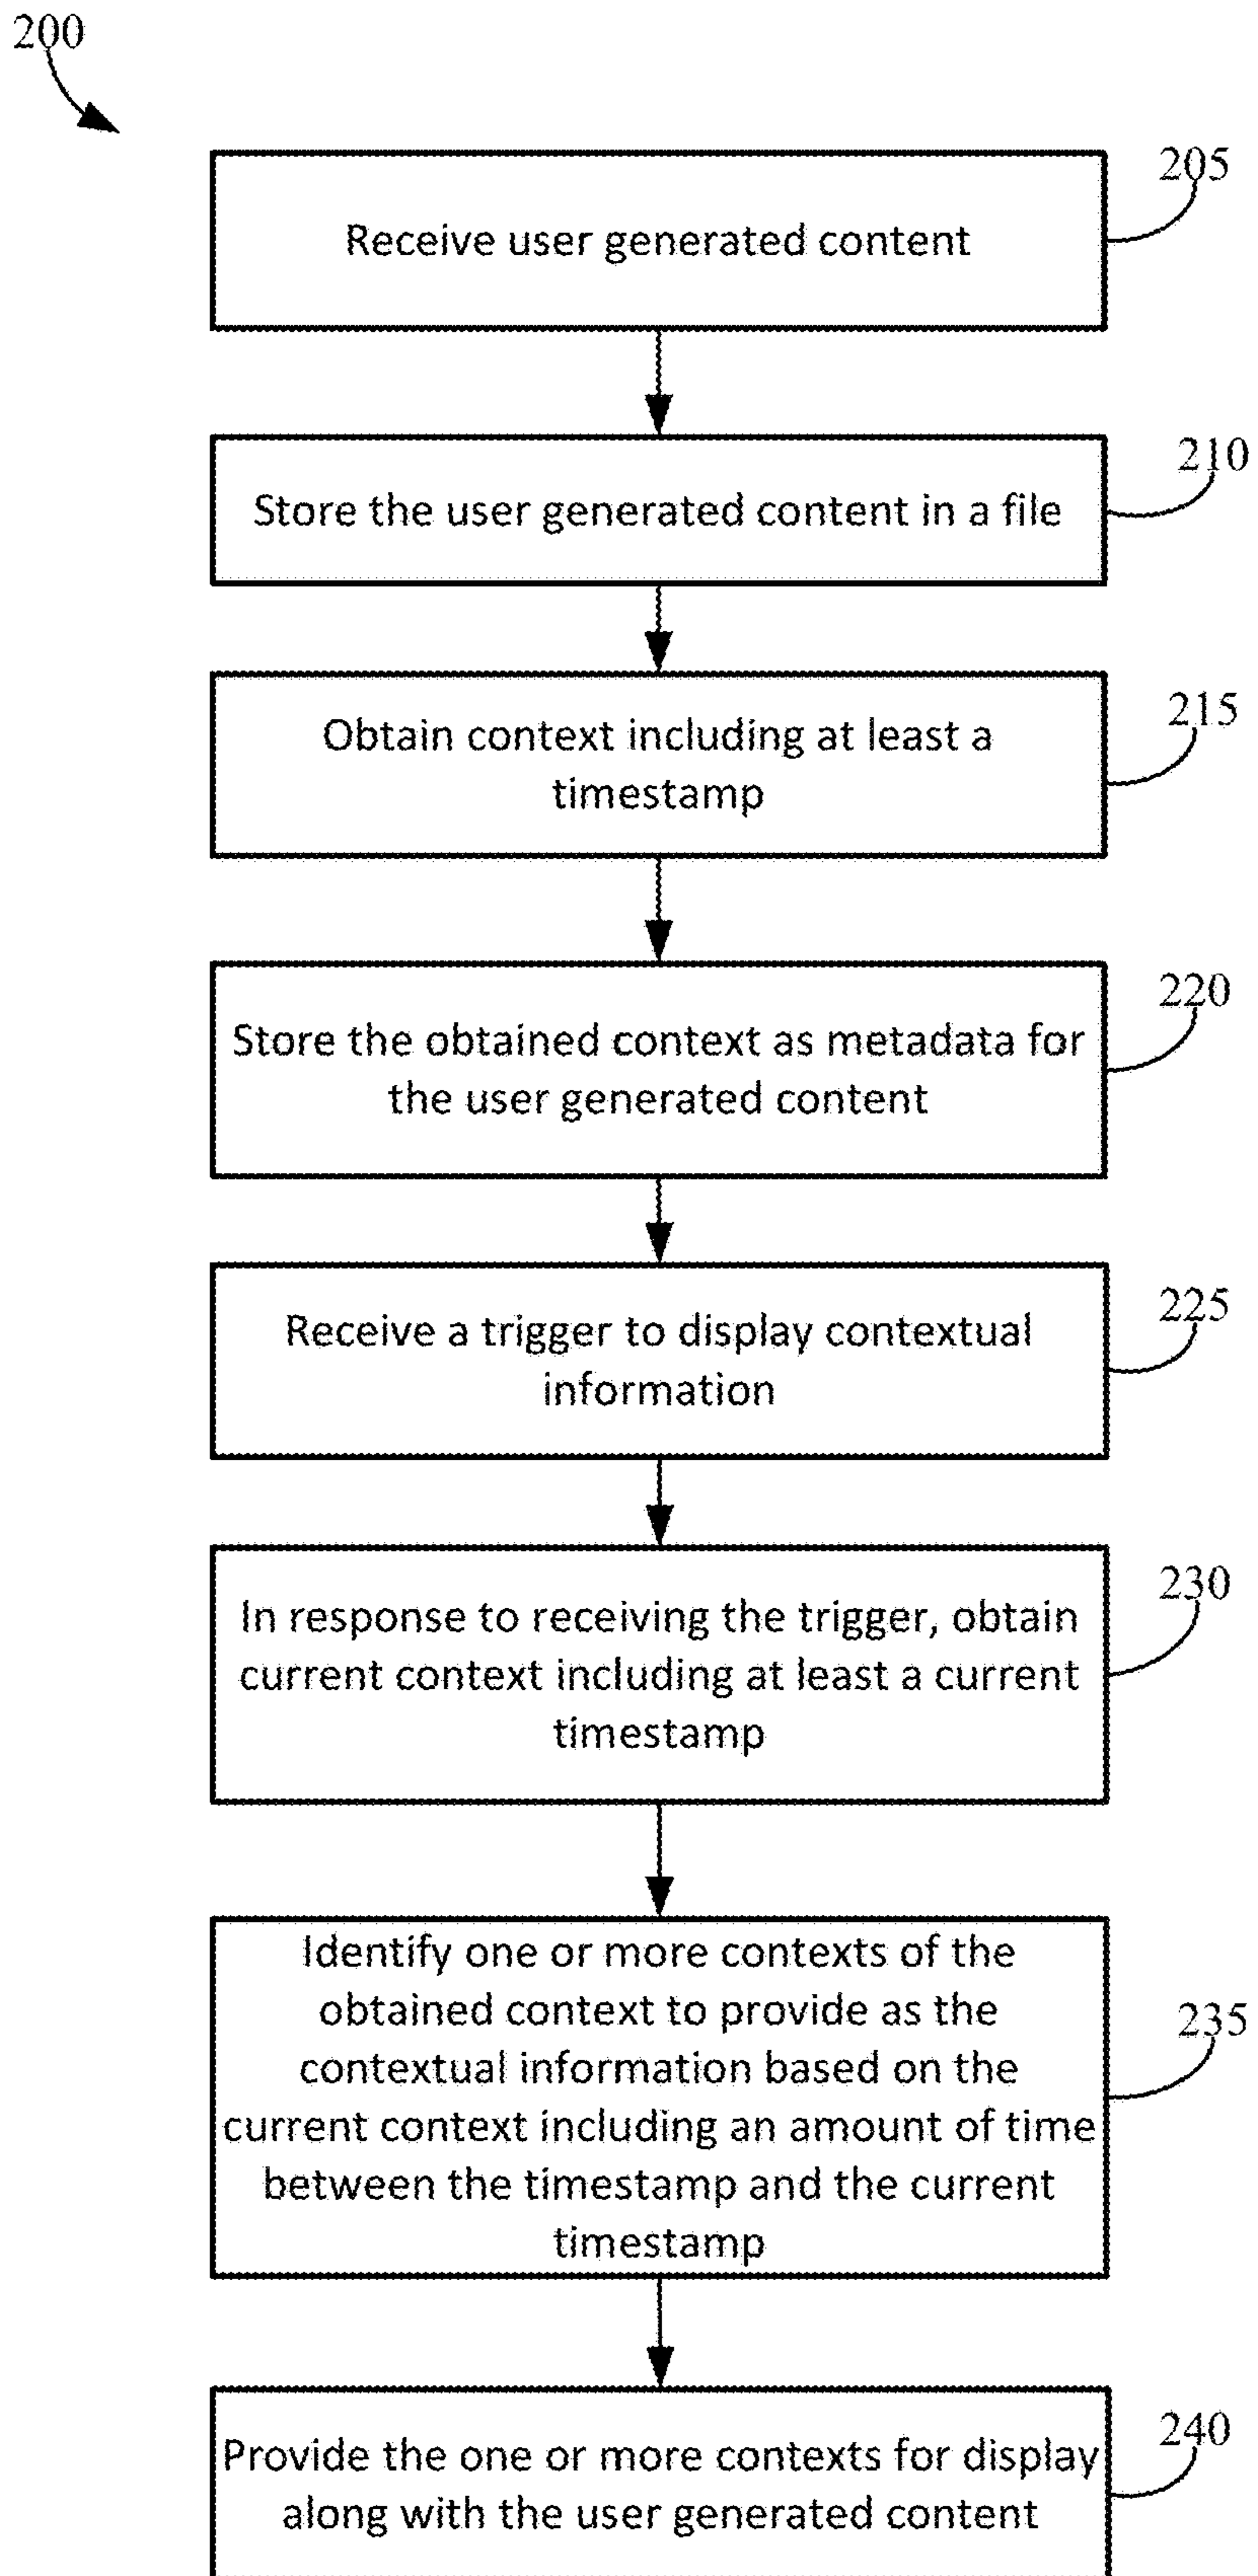 200
205
Receive user generated content
210
Store the user generated content in a file
215
Obtain context including at least a
timestamp
220
Store the obtained context as metadata for
the user generated content
225
Receive a trigger to display contextual
information
230
In response to receiving the trigger, obtain
current context including at least a current
timestamp
235
Identify one or more contexts of the
obtained context to provide as the
contextual information based on the
current context including an amount of time
between the timestamp and the current
timestamp
240
Provide the one or more contexts for display
along with the user generated content